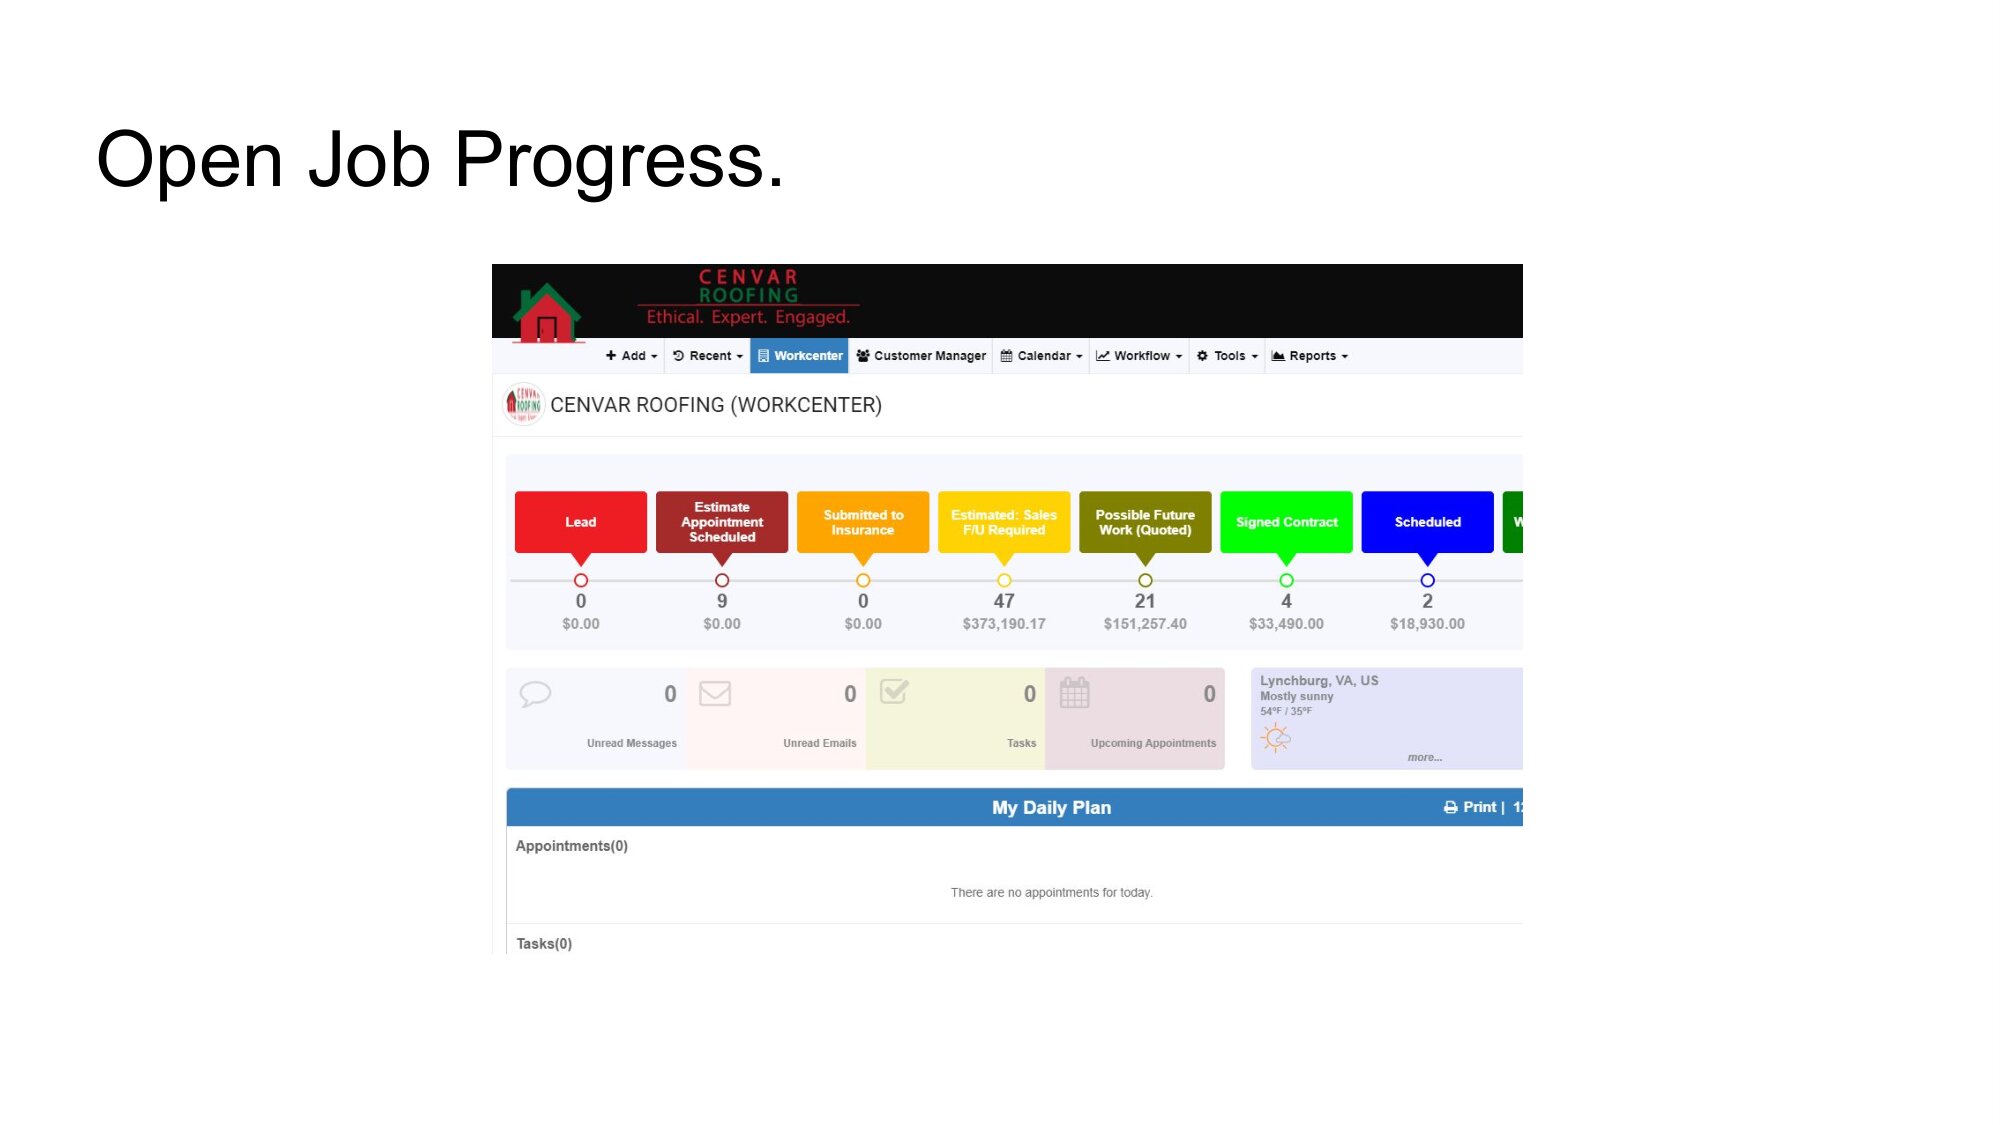 Open Job Progress.
CENVAR
ROOFING
Ethical. Expert. Engaged.
Add Recent Workcenter Customer Manager Calendar Workflow Tools Reports
CENVAR ROOFING (WORKCENTER)
Lead
Estimate
Appointment
Scheduled
Submitted to
Insurance
Estimated: Sales
F/U Required
Possible Future
Work (Quoted)
Signed Contract
Scheduled
W
0 9 0 47 21 4 2
$0.00 $0.00 $0.00 $373,190.17 $151,257.40 $33,490.00 $18,930.00
0
Unread Messages
0
Unread Emails
0
Tasks
0
Upcoming Appointments
Lynchburg, VA, US
Mostly sunny
54°F / 35°F
more...
My Daily Plan
Print |
Appointments(0)
There are no appointments for today.
Tasks(0)